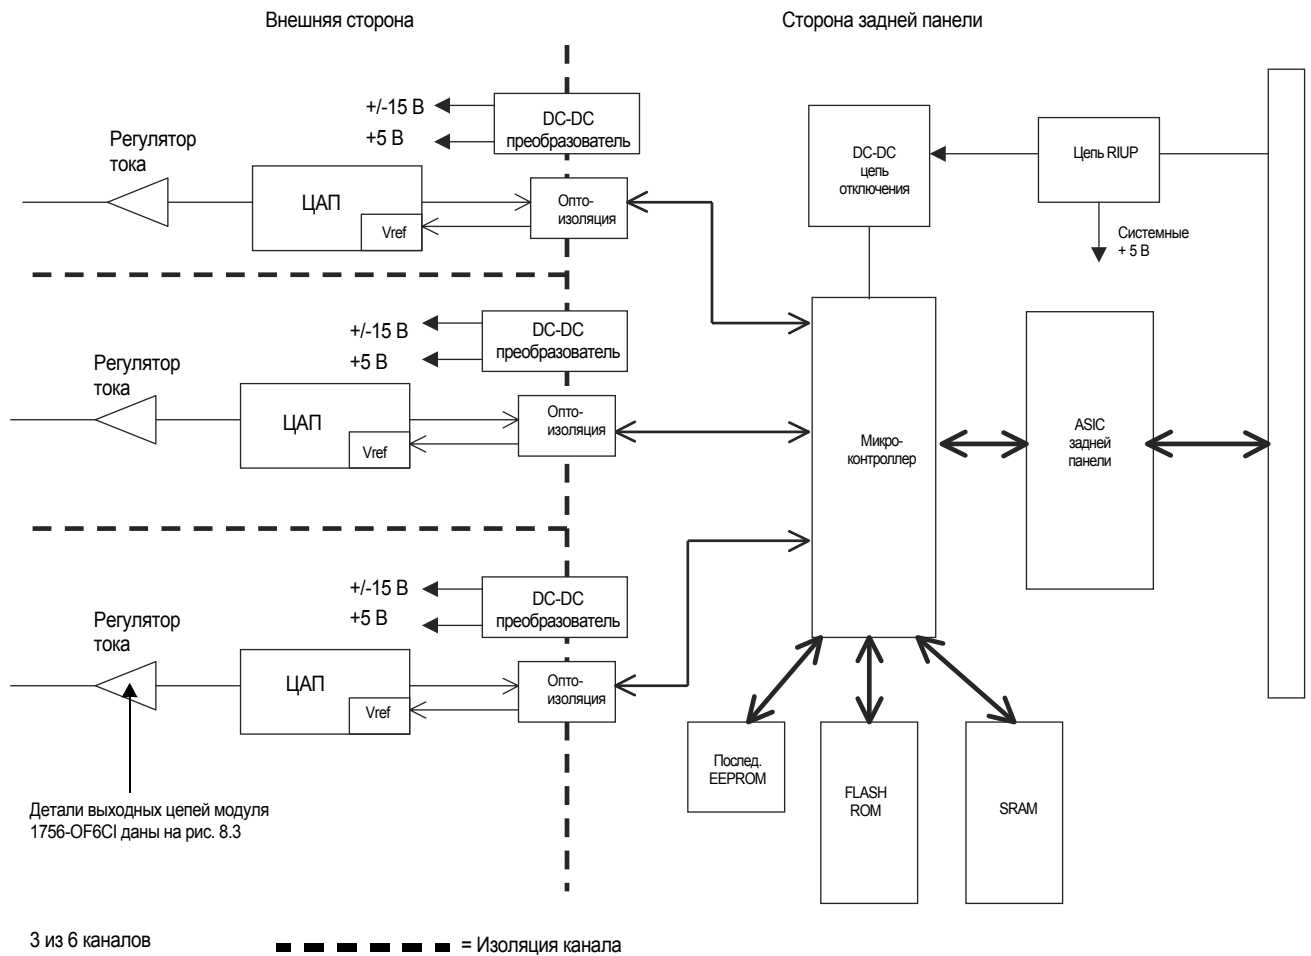 Внешняя сторона
Сторона задней панели
+/-15 В
+5 В
DC-DC
преобразователь
Регулятор
тока
ЦАП
Vref
Опто-
изоляция
DC-DC
цепь
отключения
Цепь RIUP
Системные
+ 5 В
+/-15 В
+5 В
DC-DC
преобразователь
Регулятор
тока
ЦАП
Vref
Опто-
изоляция
Микро-
контроллер
ASIC
задней
панели
+/-15 В
+5 В
DC-DC
преобразователь
Регулятор
тока
ЦАП
Vref
Опто-
изоляция
Послед.
EEPROM
FLASH
ROM
SRAM
Детали выходных цепей модуля
1756-OF6CI даны на рис. 8.3
3 из 6 каналов
= Изоляция канала